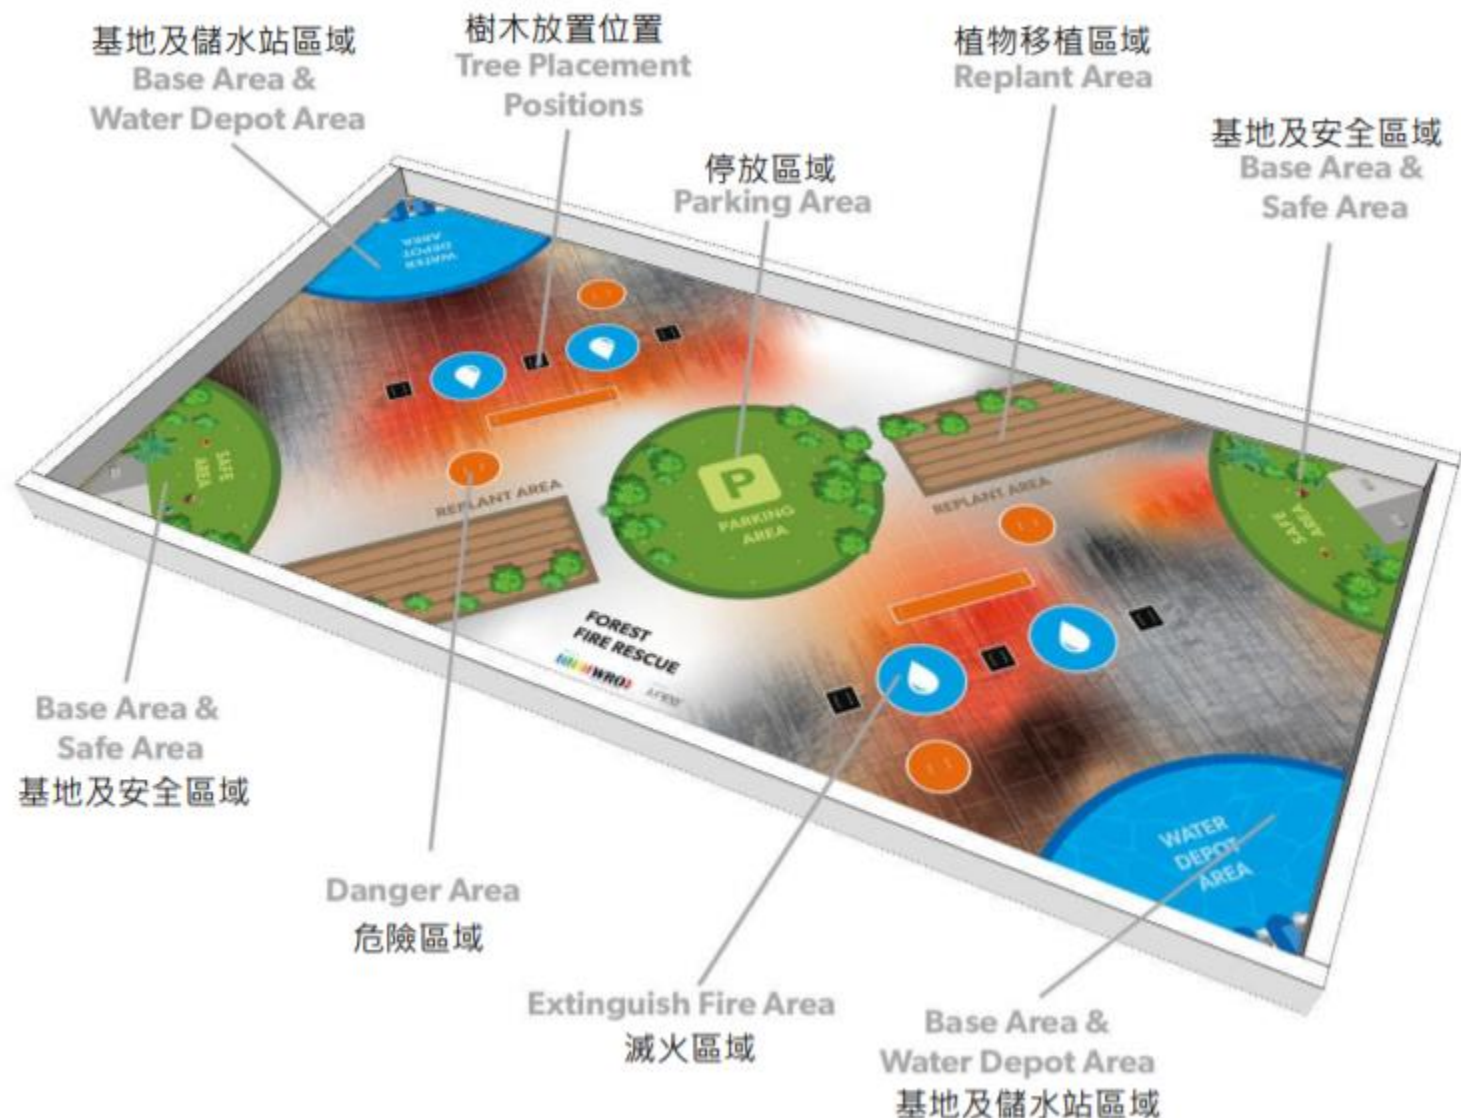 基地及儲水站區域
Base Area &
Water Depot Area
樹木放置位置
Tree Placement
Positions
植物移植區域
Replant Area
停放區域
Parking Area
基地及安全區域
Base Area &
Safe Area
WATER
DEPOT
AREA
SAFE
AREA
REPLANT AREA
P
PARKING
AREA
REPLANT AREA
SAFE
AREA
FOREST
FIRE RESCUE
WRO
Base Area &
Safe Area
基地及安全區域
WATER
DEPOT
AREA
Danger Area
危險區域
Extinguish Fire Area
滅火區域
Base Area &
Water Depot Area
基地及儲水站區域